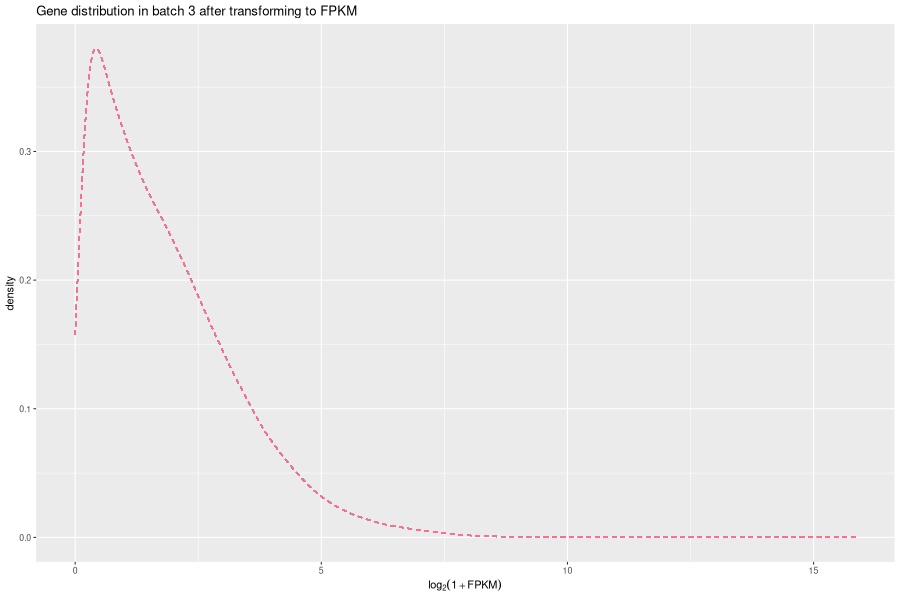 Gene distribution in batch 3 after transforming to FPKM
density
0.3
0.2
0.1
0.0
0 5 10 15
log₂(1+FPKM)